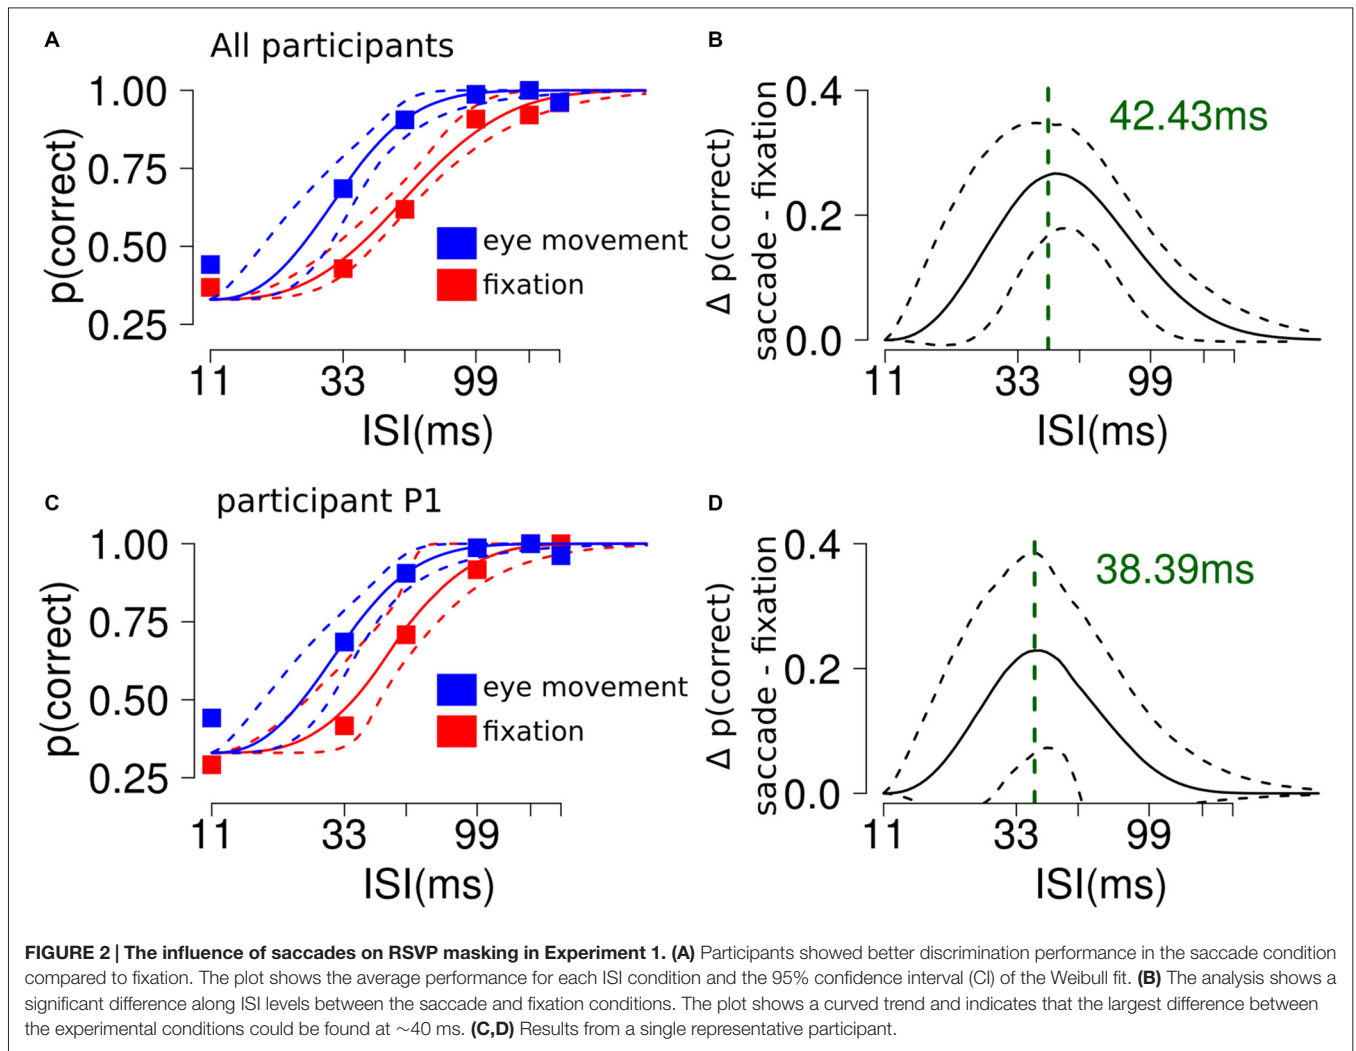 A
All participants
p(correct)
1.00
0.75
0.50
0.25
eye movement
fixation
11
33
99
ISI(ms)
B
Δ p(correct)
saccade - fixation
0.4
0.2
0.0
42.43ms
11
33
99
ISI(ms)
C
participant P1
p(correct)
1.00
0.75
0.50
0.25
eye movement
fixation
11
33
99
ISI(ms)
D
Δ p(correct)
saccade - fixation
0.4
0.2
0.0
38.39ms
11
33
99
ISI(ms)
FIGURE 2 | The influence of saccades on RSVP masking in Experiment 1. (A) Participants showed better discrimination performance in the saccade condition
compared to fixation. The plot shows the average performance for each ISI condition and the 95% confidence interval (CI) of the Weibull fit. (B) The analysis shows a
significant difference along ISI levels between the saccade and fixation conditions. The plot shows a curved trend and indicates that the largest difference between
the experimental conditions could be found at ~40 ms. (C,D) Results from a single representative participant.